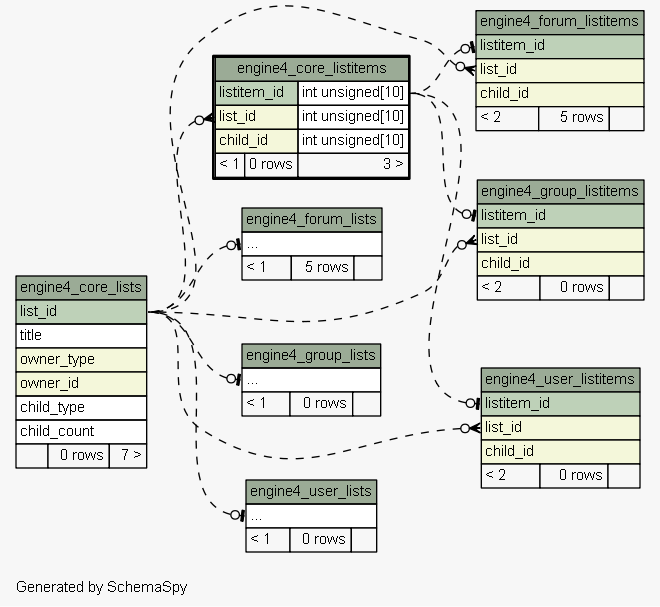 engine4_forum_listitems
listitem_id
list_id
child_id
< 2 5 rows
engine4_core_listitems
listitem_id int unsigned[10]
list_id int unsigned[10]
child_id int unsigned[10]
< 1 0 rows 3 >
engine4_group_listitems
listitem_id
list_id
child_id
< 2 0 rows
engine4_forum_lists
...
< 1 5 rows
engine4_core_lists
list_id
title
owner_type
owner_id
child_type
child_count
0 rows 7 >
engine4_group_lists
...
< 1 0 rows
engine4_user_listitems
listitem_id
list_id
child_id
< 2 0 rows
engine4_user_lists
...
< 1 0 rows
Generated by SchemaSpy